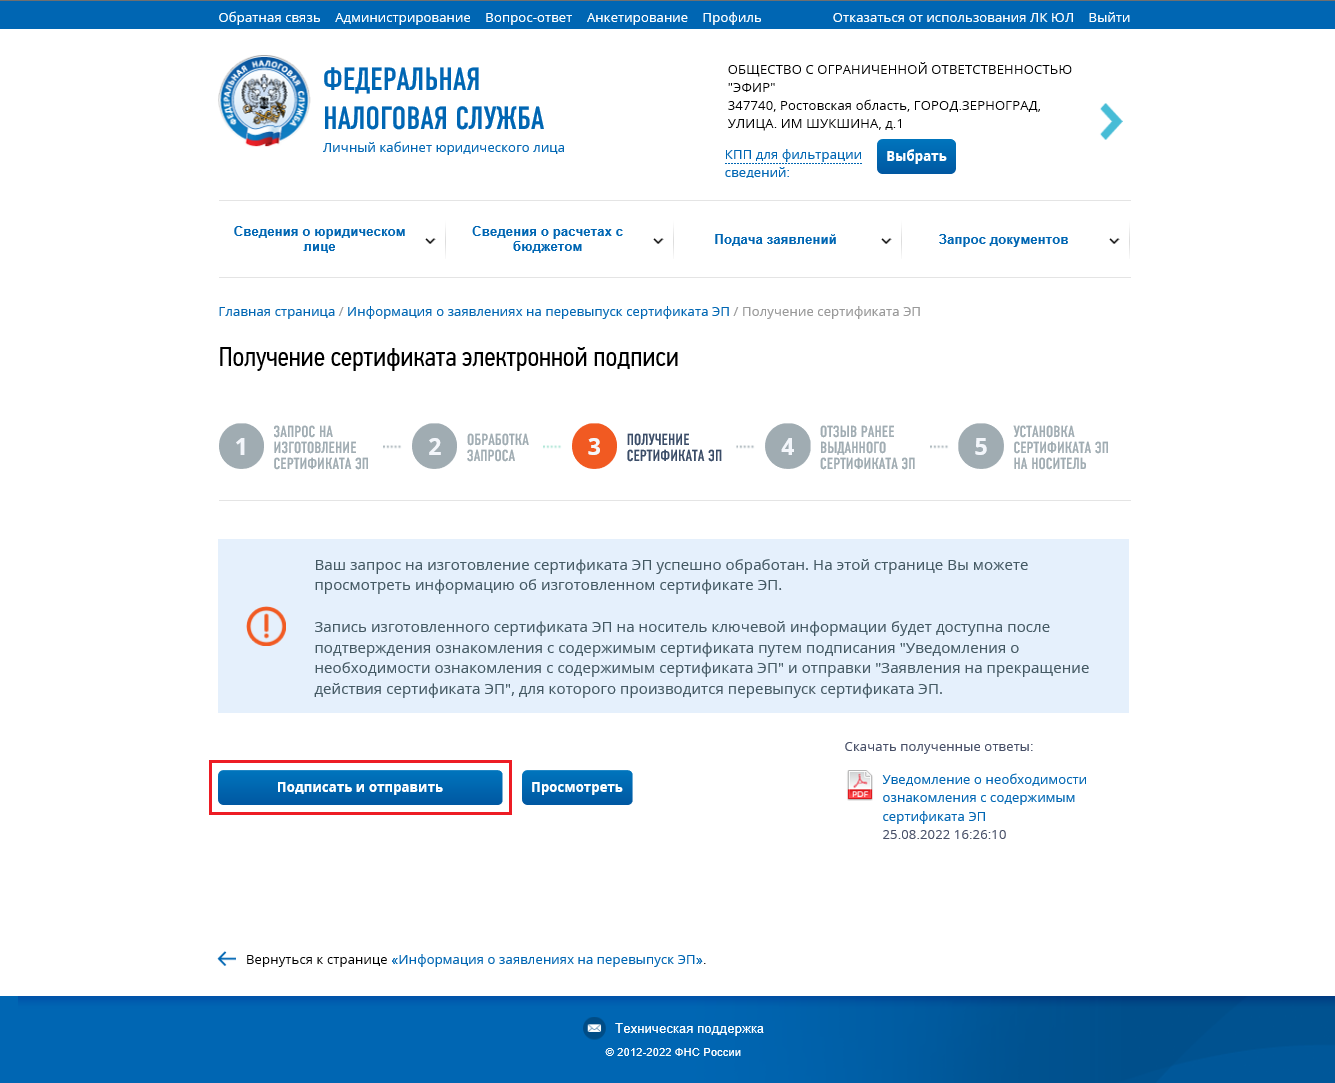 Обратная связь Администрирование Вопрос-ответ Анкетирование Профиль Отказаться от использования ЛК ЮЛ Выйти
ФЕДЕРАЛЬНАЯ НАЛОГОВАЯ СЛУЖБА
ФЕДЕРАЛЬНАЯ
НАЛОГОВАЯ СЛУЖБА
Личный кабинет юридического лица
ОБЩЕСТВО С ОГРАНИЧЕННОЙ ОТВЕТСТВЕННОСТЬЮ
"ЭФИР"
347740, Ростовская область, ГОРОД.ЗЕРНОГРАД,
УЛИЦА. ИМ ШУКШИНА, д.1
КПП для фильтрации
сведений:
Выбрать
Сведения о юридическом
лице
Сведения о расчетах с
бюджетом
Подача заявлений
Запрос документов
Главная страница / Информация о заявлениях на перевыпуск сертификата ЭП / Получение сертификата ЭП
Получение сертификата электронной подписи
1
ЗАПРОС НА
ИЗГОТОВЛЕНИЕ
СЕРТИФИКАТА ЭП
2
ОБРАБОТКА
ЗАПРОСА
3
ПОЛУЧЕНИЕ
СЕРТИФИКАТА ЭП
4
ОТЗЫВ РАНЕЕ
ВЫДАННОГО
СЕРТИФИКАТА ЭП
5
УСТАНОВКА
СЕРТИФИКАТА ЭП
НА НОСИТЕЛЬ
Ваш запрос на изготовление сертификата ЭП успешно обработан. На этой странице Вы можете
просмотреть информацию об изготовленном сертификате ЭП.
Запись изготовленного сертификата ЭП на носитель ключевой информации будет доступна после
подтверждения ознакомления с содержимым сертификата путем подписания "Уведомления о
необходимости ознакомления с содержимым сертификата ЭП" и отправки "Заявления на прекращение
действия сертификата ЭП", для которого производится перевыпуск сертификата ЭП.
Подписать и отправить
Просмотреть
Скачать полученные ответы:
PDF
Уведомление о необходимости
ознакомления с содержимым
сертификата ЭП
25.08.2022 16:26:10
Вернуться к странице «Информация о заявлениях на перевыпуск ЭП».
Техническая поддержка
© 2012-2022 ФНС России